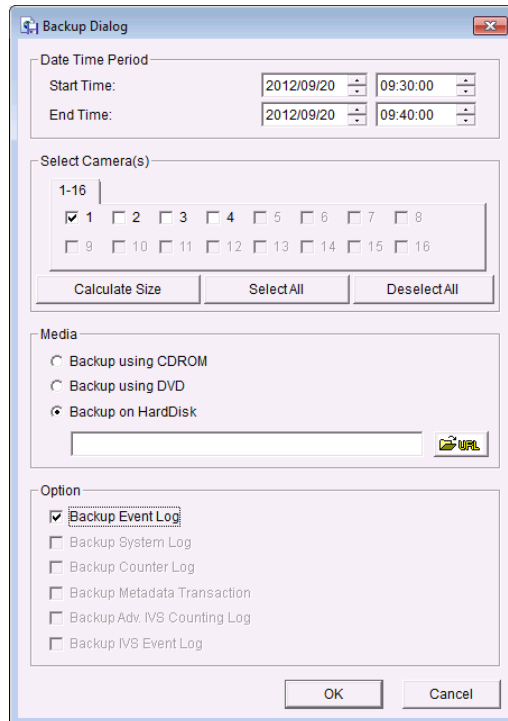 Backup Dialog
Date Time Period
Start Time: 2012/09/20 09:30:00
End Time: 2012/09/20 09:40:00
Select Camera(s)
1-16
1 2 3 4 5 6 7 8
9 10 11 12 13 14 15 16
Calculate Size Select All Deselect All
Media
Backup using CDROM
Backup using DVD
Backup on HardDisk
URL
Option
Backup Event Log
Backup System Log
Backup Counter Log
Backup Metadata Transaction
Backup Adv. IVS Counting Log
Backup IVS Event Log
OK Cancel